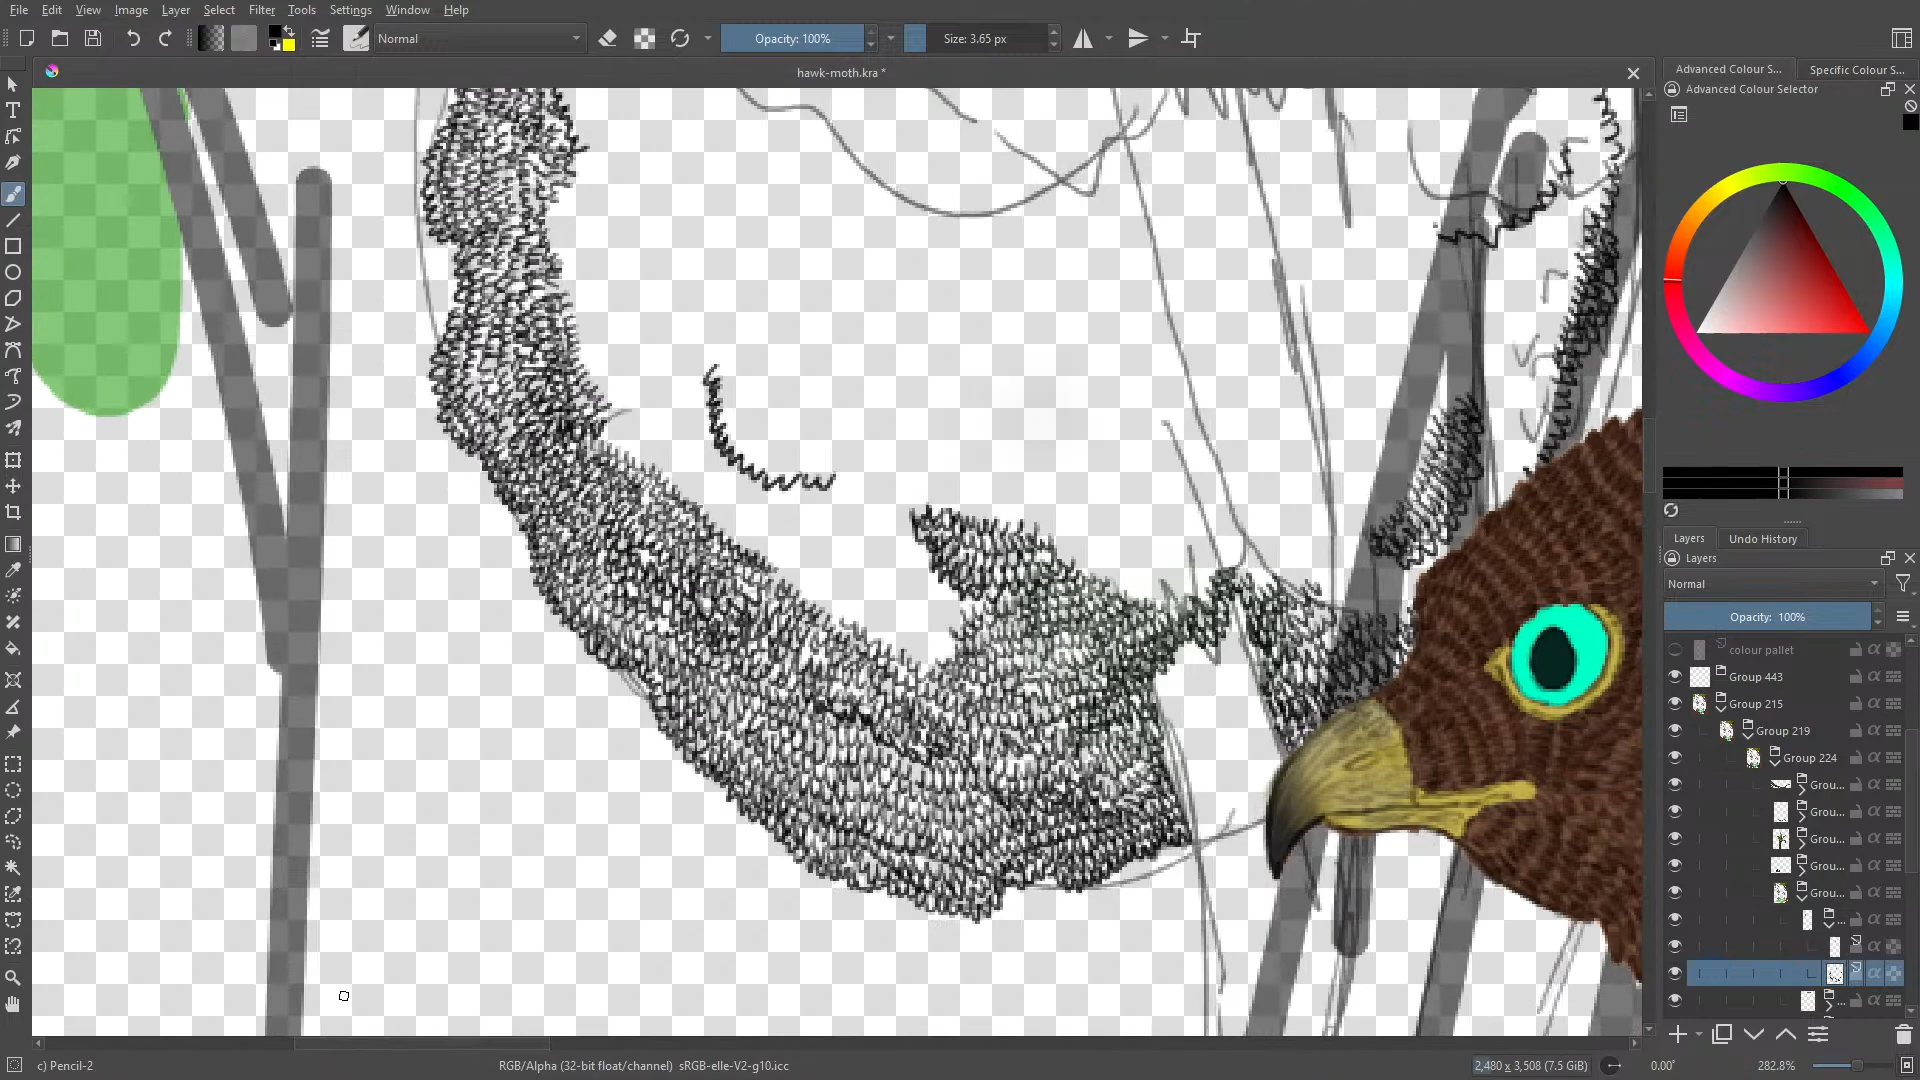 File Edit View Image Layer Select Filter Tools Settings Window Help
Normal Opacity: 100% Size: 3.65 px
hawk-moth.kra *
Advanced Colour S... Specific Colour S...
Advanced Colour Selector
Layers Undo History
Layers
Normal
Opacity: 100%
colour pallet
Group 443
Group 215
Group 219
Group 224
Grou...
Grou...
Grou...
Grou...
Grou...
...
...
c) Pencil-2 RGB/Alpha (32-bit float/channel) sRGB-elle-V2-g10.icc 2,480 x 3,508 (7.5 GiB) 0.00° 282.8%